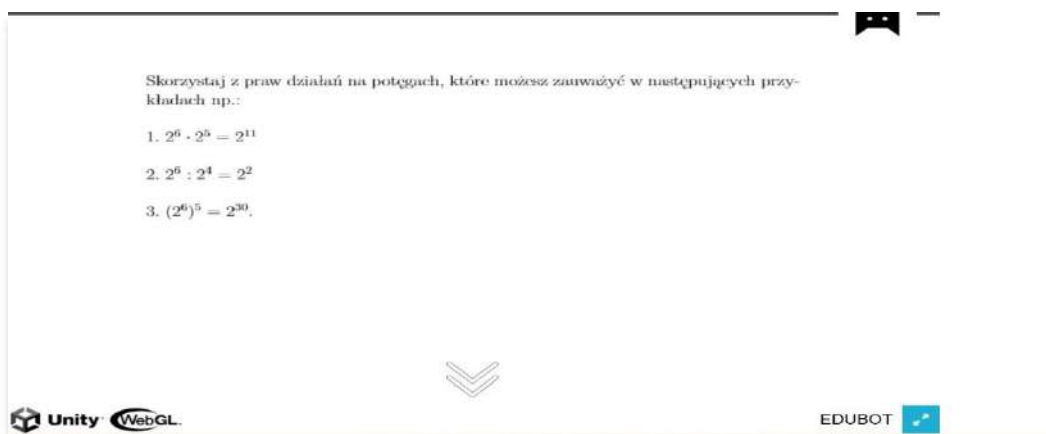 Skorzystaj z praw działań na potęgach, które możesz zauważyć w następujących przy-
kładach np.:
1. 2⁶ · 2⁵ = 2¹¹
2. 2⁶ : 2⁴ = 2²
3. (2⁶)⁵ = 2³⁰.
Unity WebGL.
EDUBOT